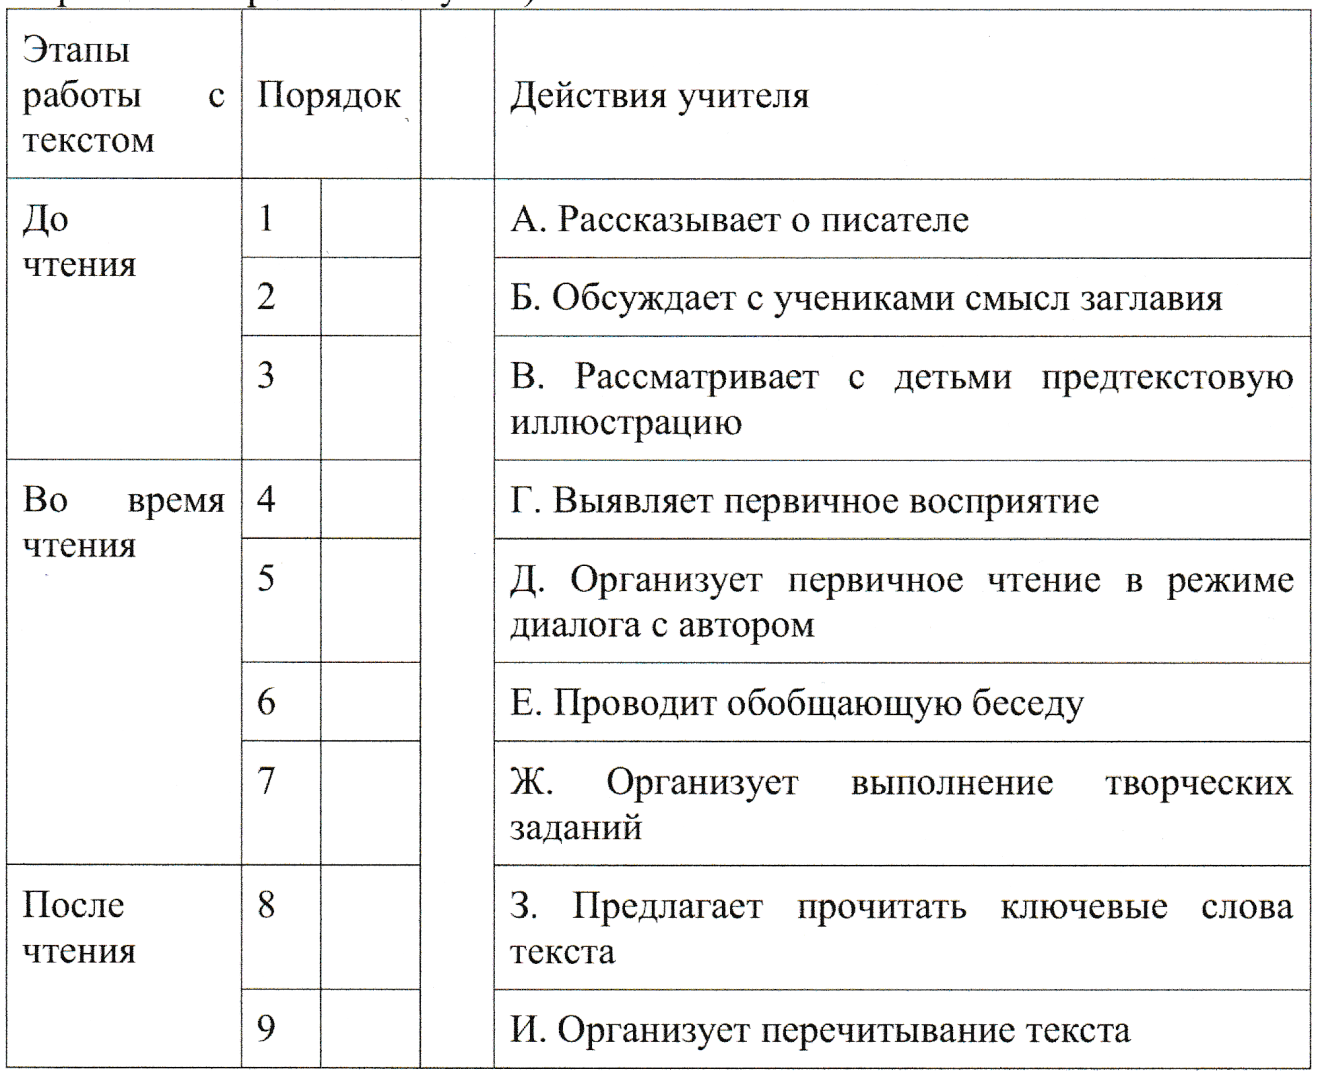 Этапы
работы с
текстом
Порядок
Действия учителя
До
чтения
1
А. Рассказывает о писателе
2
Б. Обсуждает с учениками смысл заглавия
3
В. Рассматривает с детьми предтекстовую
иллюстрацию
Во время
чтения
4
Г. Выявляет первичное восприятие
5
Д. Организует первичное чтение в режиме
диалога с автором
6
Е. Проводит обобщающую беседу
7
Ж. Организует выполнение творческих
заданий
После
чтения
8
З. Предлагает прочитать ключевые слова
текста
9
И. Организует перечитывание текста